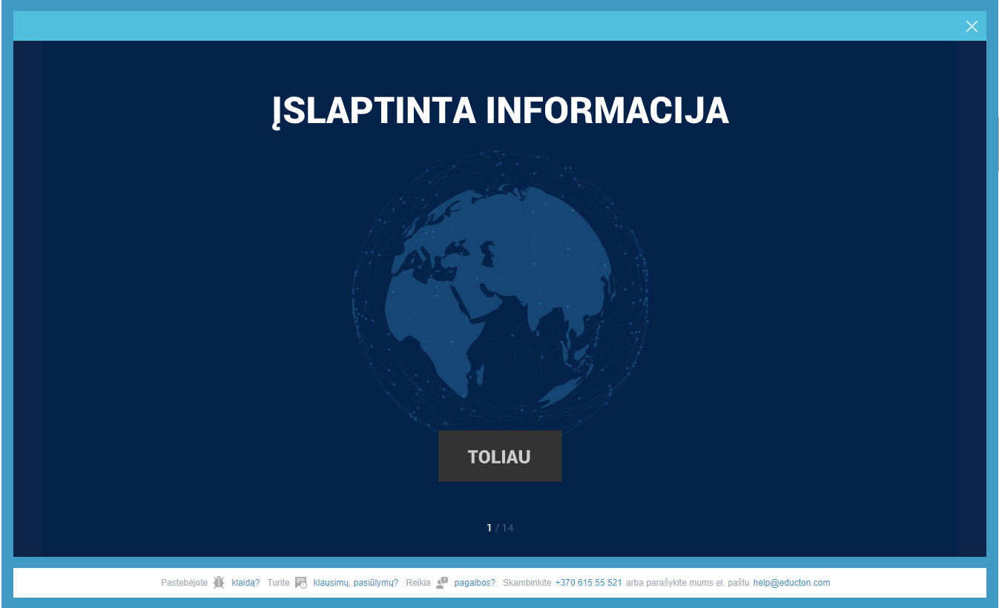 ĮSLAPTINTA INFORMACIJA
TOLIAU
1 / 14
Pastebėjote klaidą? Turite klausimų, pasiūlymų? Reikia pagalbos? Skambinkite +370 615 55 521 arba parašykite mums el. paštu help@educton.com